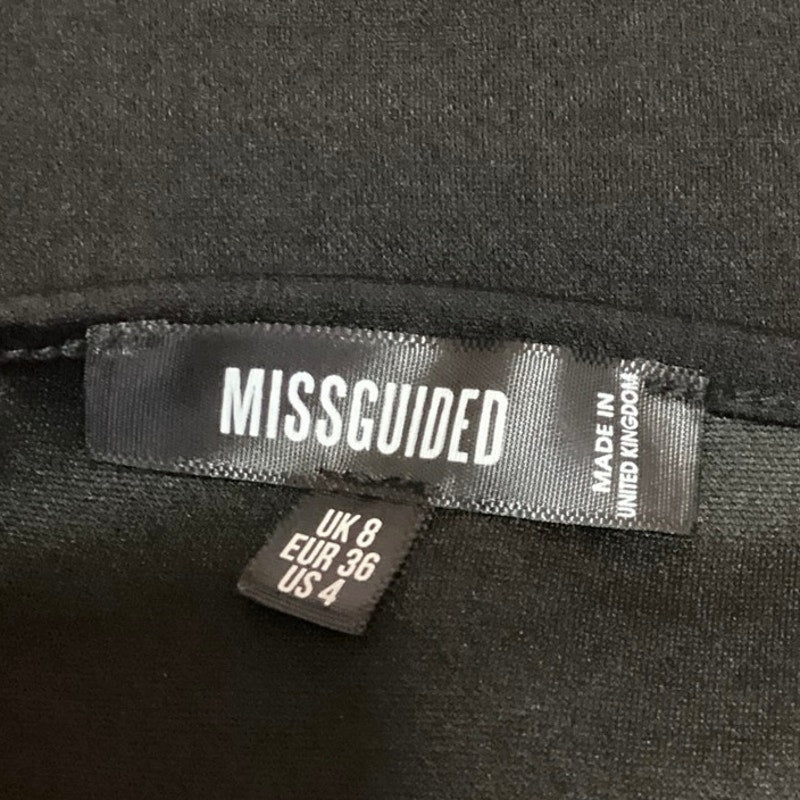 MISSGUIDED
MADE IN
UNITED KINGDOM
UK 8
EUR 36
US 4